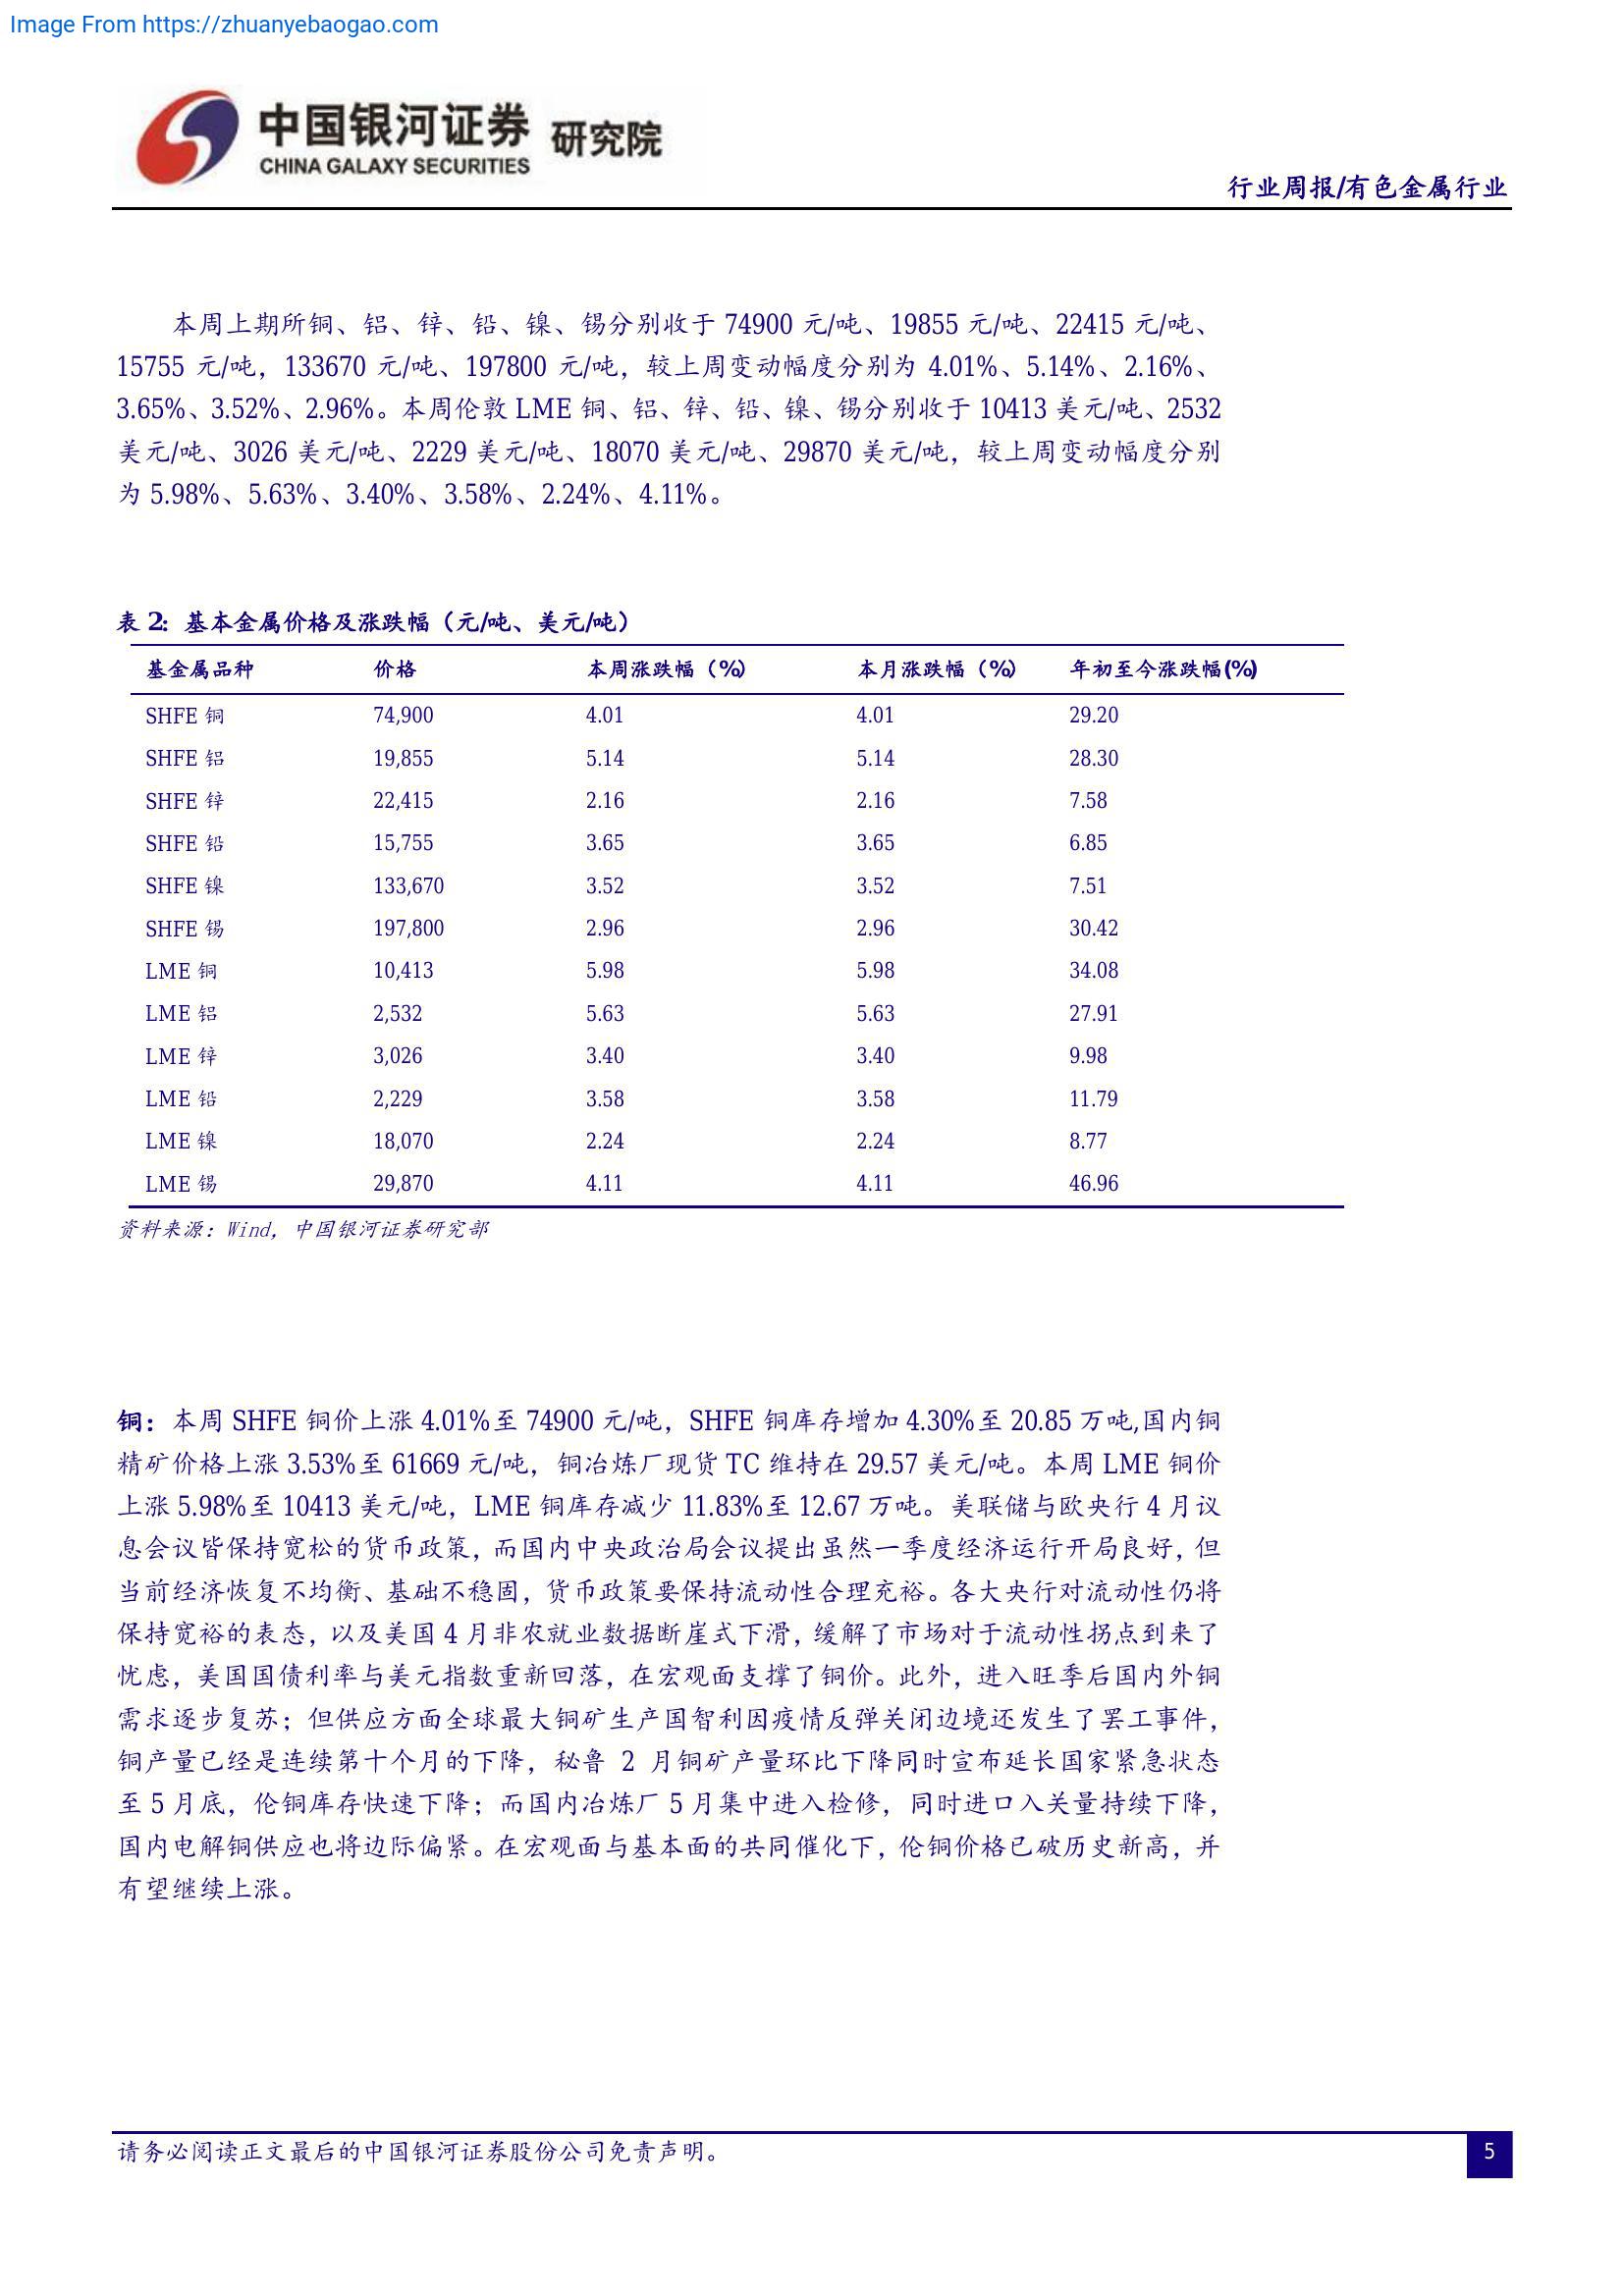 Image From https://zhuanyebaogao.com
中国银河证券 研究院
CHINA GALAXY SECURITIES
行业周报/有色金属行业
本周上期所铜、铝、锌、铅、镍、锡分别收于 74900 元/吨、19855 元/吨、22415 元/吨、
15755 元/吨，133670 元/吨、197800 元/吨，较上周变动幅度分别为 4.01%、5.14%、2.16%、
3.65%、3.52%、2.96%。本周伦敦 LME 铜、铝、锌、铅、镍、锡分别收于 10413 美元/吨、2532
美元/吨、3026 美元/吨、2229 美元/吨、18070 美元/吨、29870 美元/吨，较上周变动幅度分别
为 5.98%、5.63%、3.40%、3.58%、2.24%、4.11%。
表 2：基本金属价格及涨跌幅（元/吨、美元/吨）
基金属品种 价格 本周涨跌幅（%） 本月涨跌幅（%） 年初至今涨跌幅(%)
SHFE 铜 74,900 4.01 4.01 29.20
SHFE 铝 19,855 5.14 5.14 28.30
SHFE 锌 22,415 2.16 2.16 7.58
SHFE 铅 15,755 3.65 3.65 6.85
SHFE 镍 133,670 3.52 3.52 7.51
SHFE 锡 197,800 2.96 2.96 30.42
LME 铜 10,413 5.98 5.98 34.08
LME 铝 2,532 5.63 5.63 27.91
LME 锌 3,026 3.40 3.40 9.98
LME 铅 2,229 3.58 3.58 11.79
LME 镍 18,070 2.24 2.24 8.77
LME 锡 29,870 4.11 4.11 46.96
资料来源：Wind，中国银河证券研究部
铜：本周 SHFE 铜价上涨 4.01%至 74900 元/吨，SHFE 铜库存增加 4.30%至 20.85 万吨,国内铜
精矿价格上涨 3.53%至 61669 元/吨，铜冶炼厂现货 TC 维持在 29.57 美元/吨。本周 LME 铜价
上涨 5.98%至 10413 美元/吨，LME 铜库存减少 11.83%至 12.67 万吨。美联储与欧央行 4 月议
息会议皆保持宽松的货币政策，而国内中央政治局会议提出虽然一季度经济运行开局良好，但
当前经济恢复不均衡、基础不稳固，货币政策要保持流动性合理充裕。各大央行对流动性仍将
保持宽裕的表态，以及美国 4 月非农就业数据断崖式下滑，缓解了市场对于流动性拐点到来了
忧虑，美国国债利率与美元指数重新回落，在宏观面支撑了铜价。此外，进入旺季后国内外铜
需求逐步复苏；但供应方面全球最大铜矿生产国智利因疫情反弹关闭边境还发生了罢工事件，
铜产量已经是连续第十个月的下降，秘鲁 2 月铜矿产量环比下降同时宣布延长国家紧急状态
至 5 月底，伦铜库存快速下降；而国内冶炼厂 5 月集中进入检修，同时进口入关量持续下降，
国内电解铜供应也将边际偏紧。在宏观面与基本面的共同催化下，伦铜价格已破历史新高，并
有望继续上涨。
请务必阅读正文最后的中国银河证券股份公司免责声明。
5